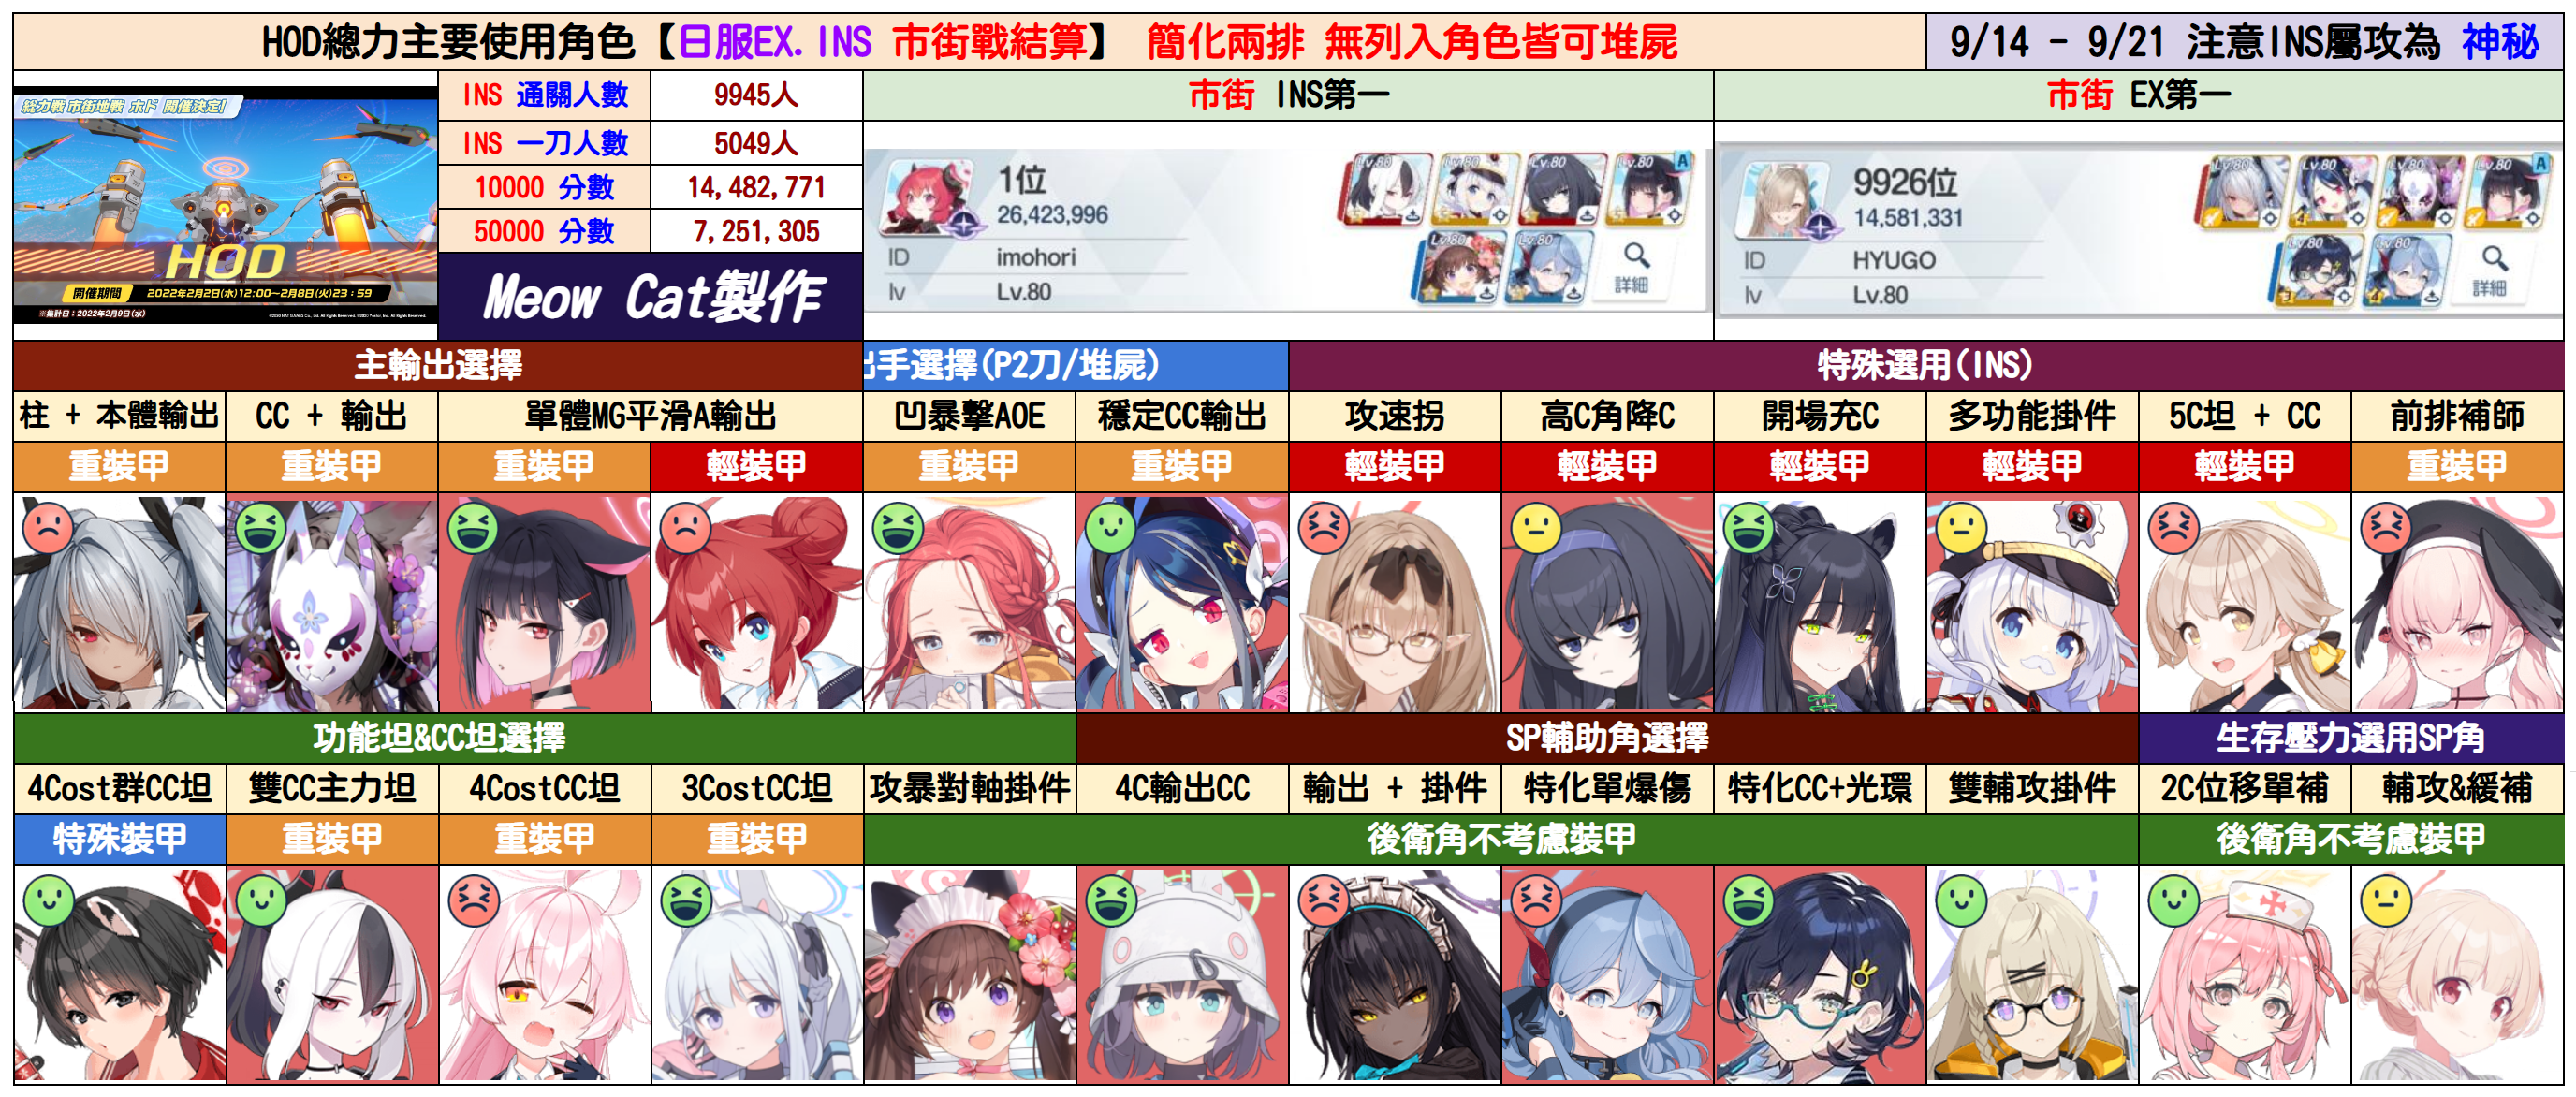 HOD總力主要使用角色【日服EX.INS 市街戰結算】 簡化兩排 無列入角色皆可堆屍
9/14 - 9/21 注意INS屬攻為 神秘
総力戦 市街地戦 ホド 開催決定!
HOD
開催期間 2022年2月2日(水)12:00~2月8日(火)23:59
※集計日:2022年2月9日(水)
INS 通關人數 9945人
INS 一刀人數 5049人
10000 分數 14,482,771
50000 分數 7,251,305
Meow Cat製作
市街 INS第一
1位
26,423,996
ID imohori
lv Lv.80
Lv.80 Lv.80 Lv.80 Lv.80 A
Lv.80 Lv.80
詳細
市街 EX第一
9926位
14,581,331
ID HYUGO
lv Lv.80
Lv.80 Lv.80 Lv.80 Lv.80 A
Lv.80 Lv.80
詳細
主輸出選擇 出手選擇(P2刀/堆屍) 特殊選用(INS)
柱 + 本體輸出 CC + 輸出 單體MG平滑A輸出 凹暴擊AOE 穩定CC輸出 攻速拐 高C角降C 開場充C 多功能掛件 5C坦 + CC 前排補師
重裝甲 重裝甲 重裝甲 輕裝甲 重裝甲 重裝甲 輕裝甲 輕裝甲 輕裝甲 輕裝甲 輕裝甲 重裝甲
功能坦&CC坦選擇 SP輔助角選擇 生存壓力選用SP角
4Cost群CC坦 雙CC主力坦 4CostCC坦 3CostCC坦 攻暴對軸掛件 4C輸出CC 輸出 + 掛件 特化單爆傷 特化CC+光環 雙輔攻掛件 2C位移單補 輔攻&緩補
特殊裝甲 重裝甲 重裝甲 重裝甲 後衛角不考慮裝甲 後衛角不考慮裝甲